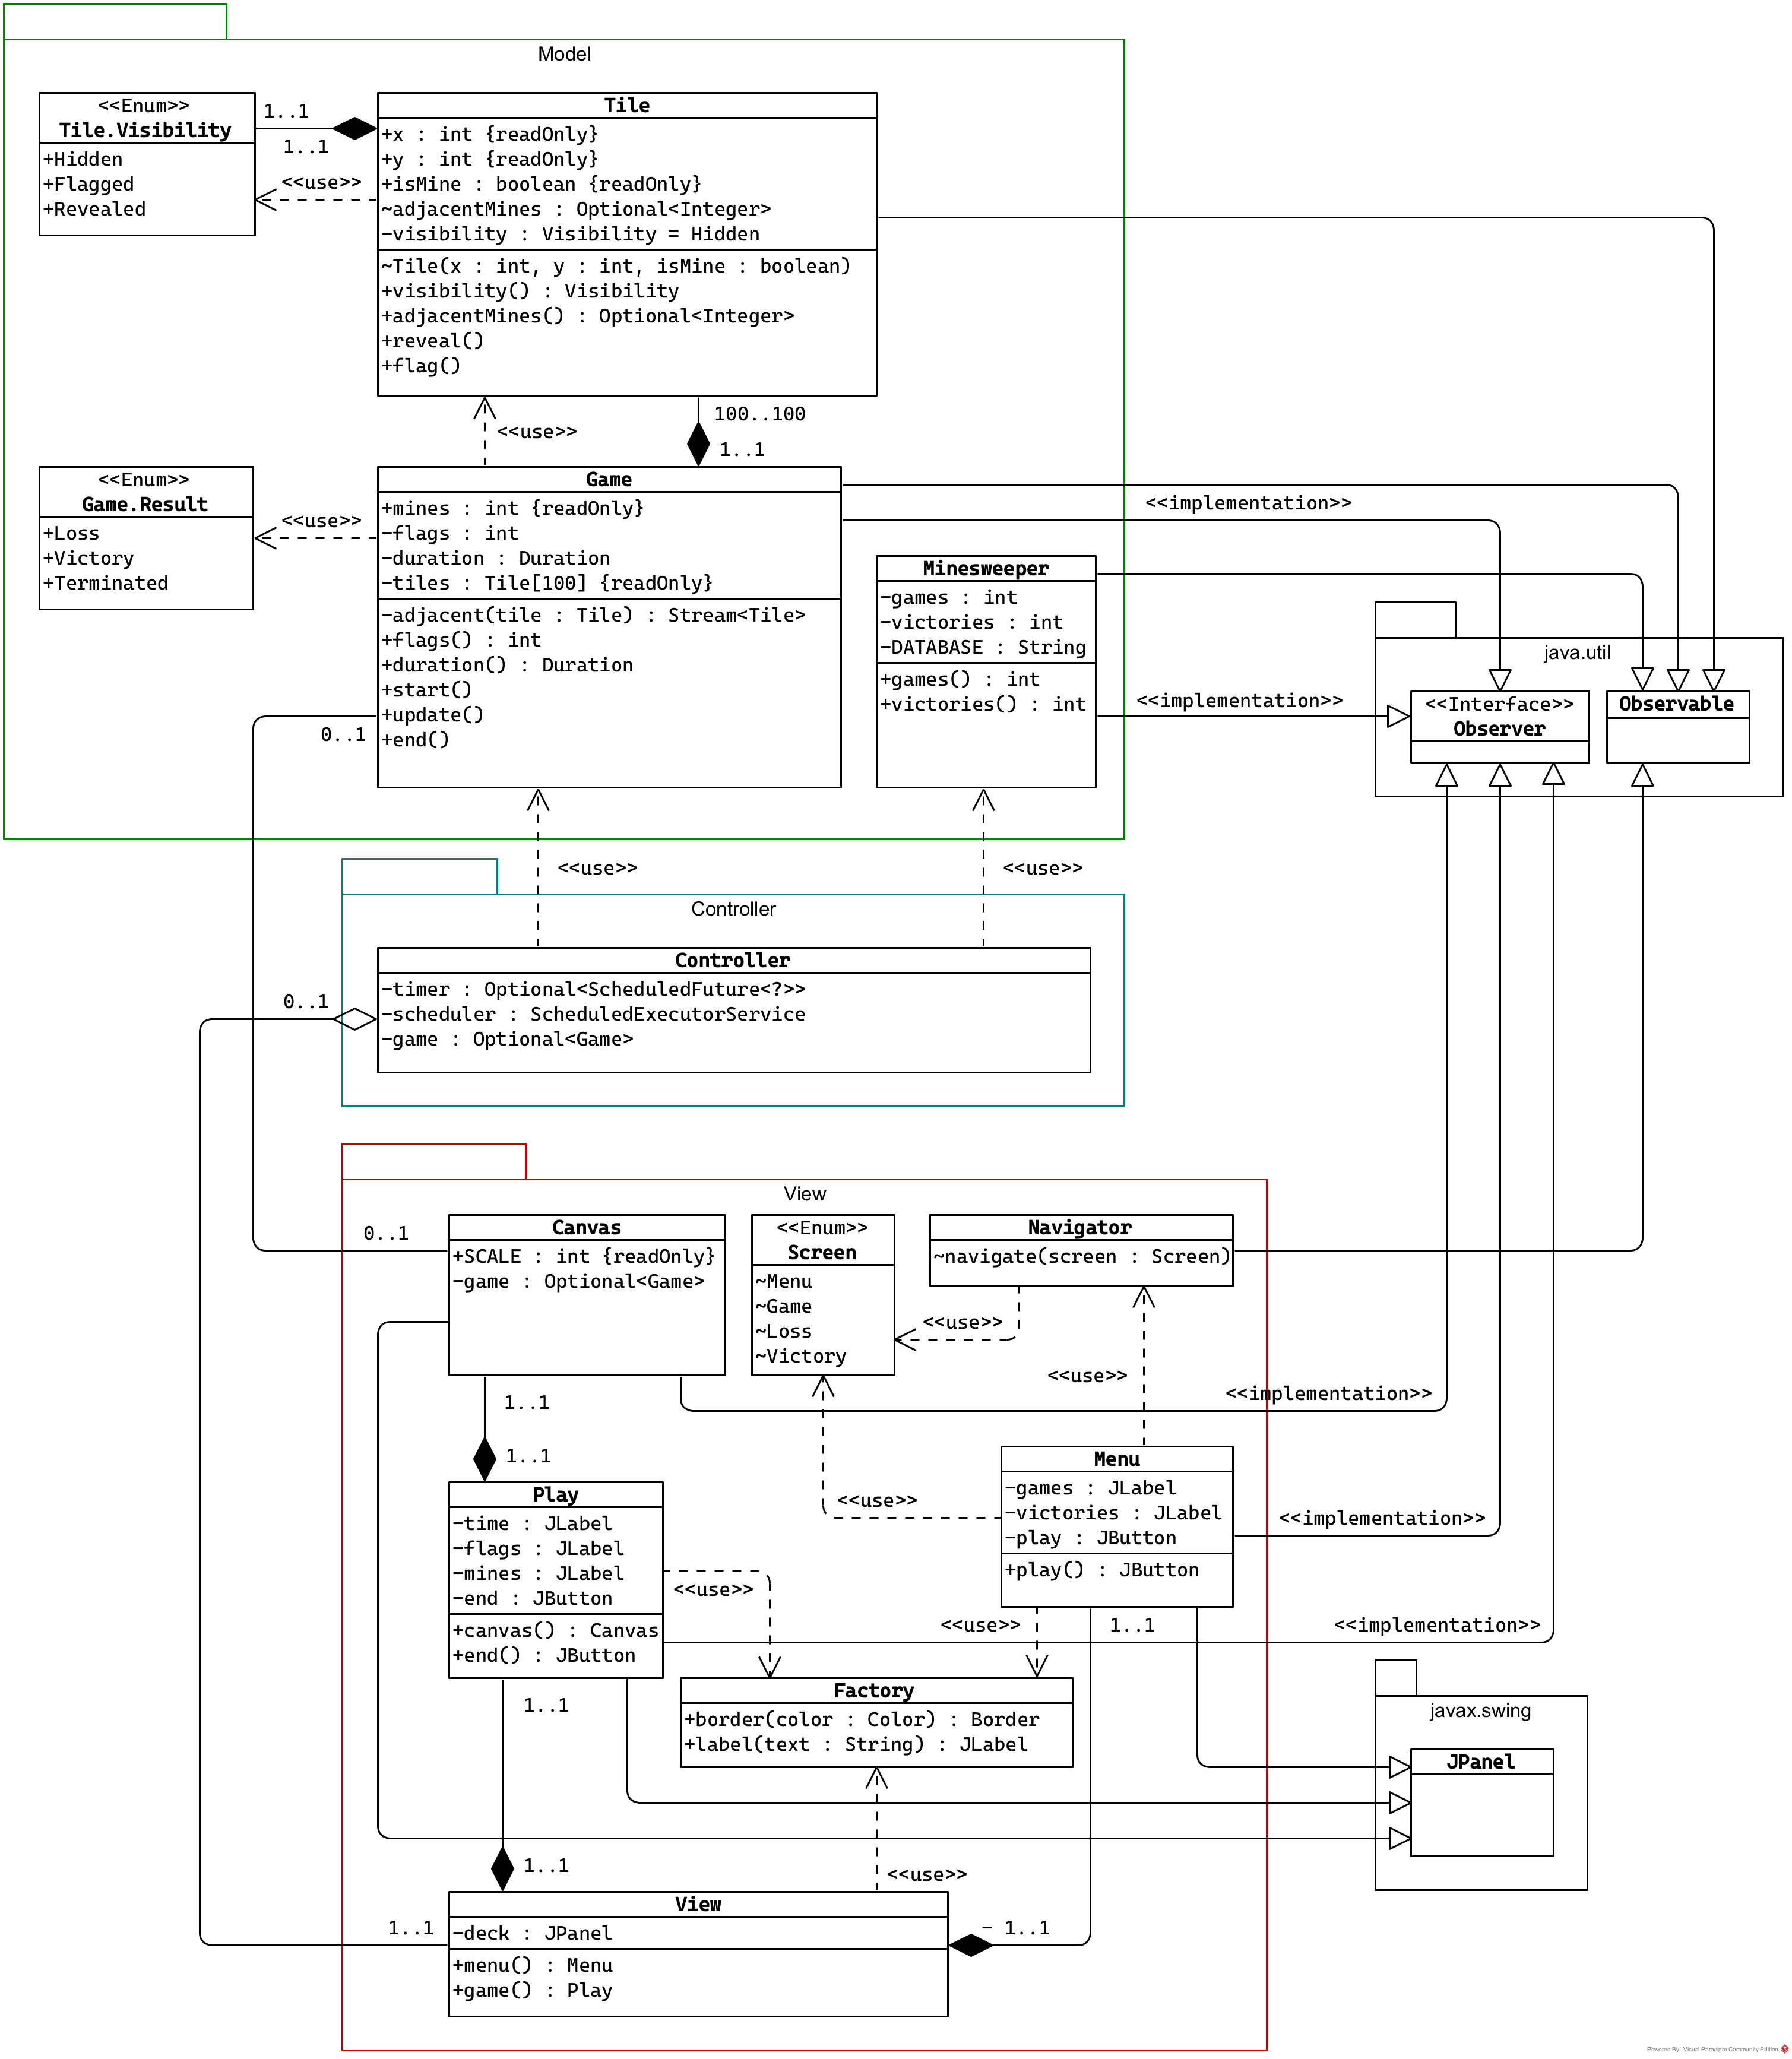 Model
<<Enum>>
Tile.Visibility
+Hidden
+Flagged
+Revealed
1..1
1..1
<<use>>
Tile
+x : int {readOnly}
+y : int {readOnly}
+isMine : boolean {readOnly}
~adjacentMines : Optional<Integer>
-visibility : Visibility = Hidden
~Tile(x : int, y : int, isMine : boolean)
+visibility() : Visibility
+adjacentMines() : Optional<Integer>
+reveal()
+flag()
<<use>>
100..100
1..1
<<Enum>>
Game.Result
+Loss
+Victory
+Terminated
<<use>>
Game
+mines : int {readOnly}
-flags : int
-duration : Duration
-tiles : Tile[100] {readOnly}
-adjacent(tile : Tile) : Stream<Tile>
+flags() : int
+duration() : Duration
+start()
+update()
+end()
0..1
<<implementation>>
Minesweeper
-games : int
-victories : int
-DATABASE : String
+games() : int
+victories() : int
<<implementation>>
java.util
<<Interface>>
Observer
Observable
<<use>>
<<use>>
Controller
Controller
-timer : Optional<ScheduledFuture<?>>
-scheduler : ScheduledExecutorService
-game : Optional<Game>
0..1
View
0..1
Canvas
+SCALE : int {readOnly}
-game : Optional<Game>
<<Enum>>
Screen
~Menu
~Game
~Loss
~Victory
Navigator
~navigate(screen : Screen)
<<use>>
<<use>>
<<implementation>>
1..1
1..1
<<use>>
Menu
-games : JLabel
-victories : JLabel
-play : JButton
+play() : JButton
<<implementation>>
Play
-time : JLabel
-flags : JLabel
-mines : JLabel
-end : JButton
+canvas() : Canvas
+end() : JButton
<<use>>
<<use>>
1..1
<<implementation>>
1..1
Factory
+border(color : Color) : Border
+label(text : String) : JLabel
javax.swing
JPanel
1..1
<<use>>
1..1
View
-deck : JPanel
+menu() : Menu
+game() : Play
- 1..1
Powered By Visual Paradigm Community Edition